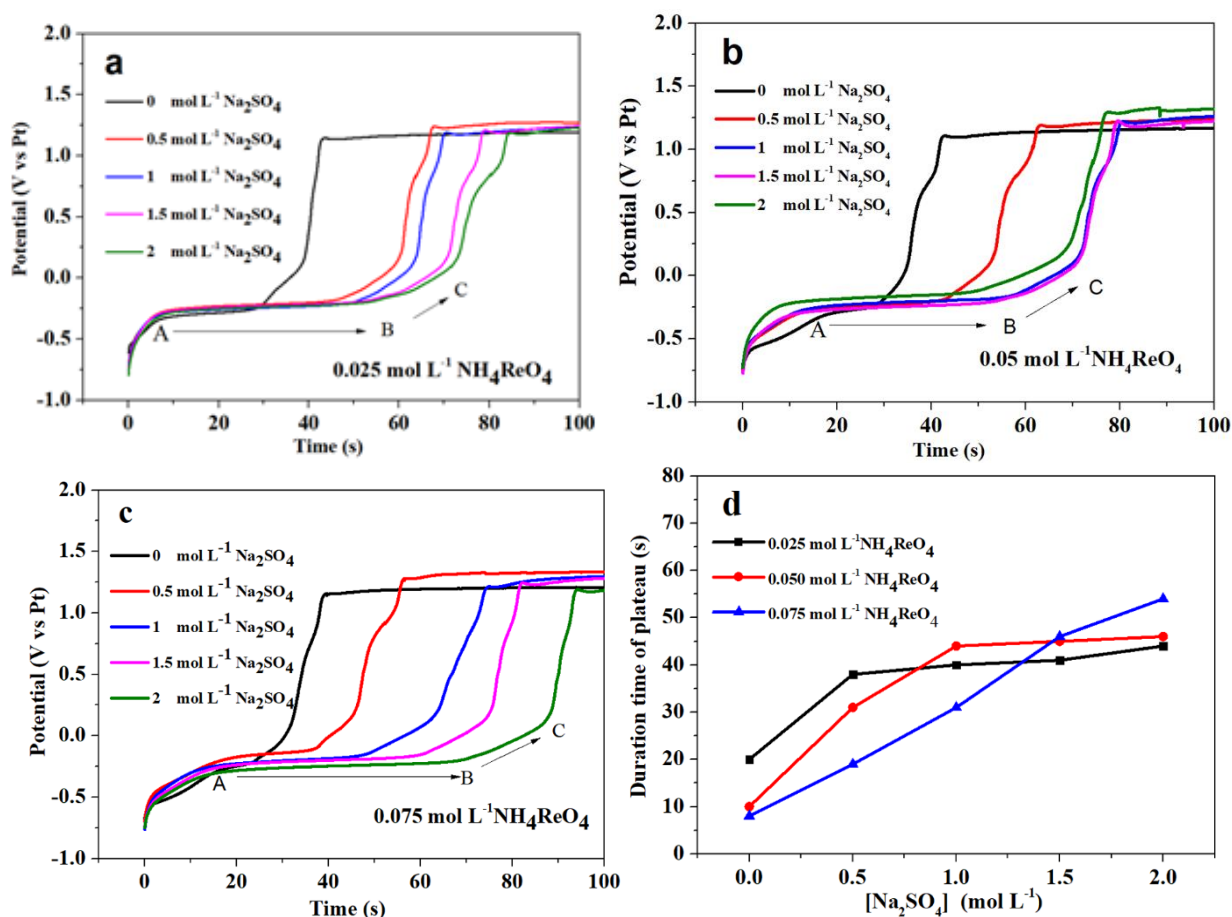 a
2.0
1.5
1.0
0.5
0.0
-0.5
-1.0
Potential (V vs Pt)
0 mol L⁻¹ Na₂SO₄
0.5 mol L⁻¹ Na₂SO₄
1 mol L⁻¹ Na₂SO₄
1.5 mol L⁻¹ Na₂SO₄
2 mol L⁻¹ Na₂SO₄
A
B
C
0.025 mol L⁻¹ NH₄ReO₄
0 20 40 60 80 100
Time (s)
b
2.0
1.5
1.0
0.5
0.0
-0.5
-1.0
Potential (V vs Pt)
0 mol L⁻¹ Na₂SO₄
0.5 mol L⁻¹ Na₂SO₄
1 mol L⁻¹ Na₂SO₄
1.5 mol L⁻¹ Na₂SO₄
2 mol L⁻¹ Na₂SO₄
A
B
C
0.05 mol L⁻¹ NH₄ReO₄
0 20 40 60 80 100
Time (s)
c
2.0
1.5
1.0
0.5
0.0
-0.5
-1.0
Potential (V vs Pt)
0 mol L⁻¹ Na₂SO₄
0.5 mol L⁻¹ Na₂SO₄
1 mol L⁻¹ Na₂SO₄
1.5 mol L⁻¹ Na₂SO₄
2 mol L⁻¹ Na₂SO₄
A
B
C
0.075 mol L⁻¹NH₄ReO₄
0 20 40 60 80 100
Time (s)
d
80
70
60
50
40
30
20
10
0
Duration time of plateau (s)
0.025 mol L⁻¹NH₄ReO₄
0.050 mol L⁻¹ NH₄ReO₄
0.075 mol L⁻¹ NH₄ReO₄
0.0 0.5 1.0 1.5 2.0
[Na₂SO₄] (mol L⁻¹)